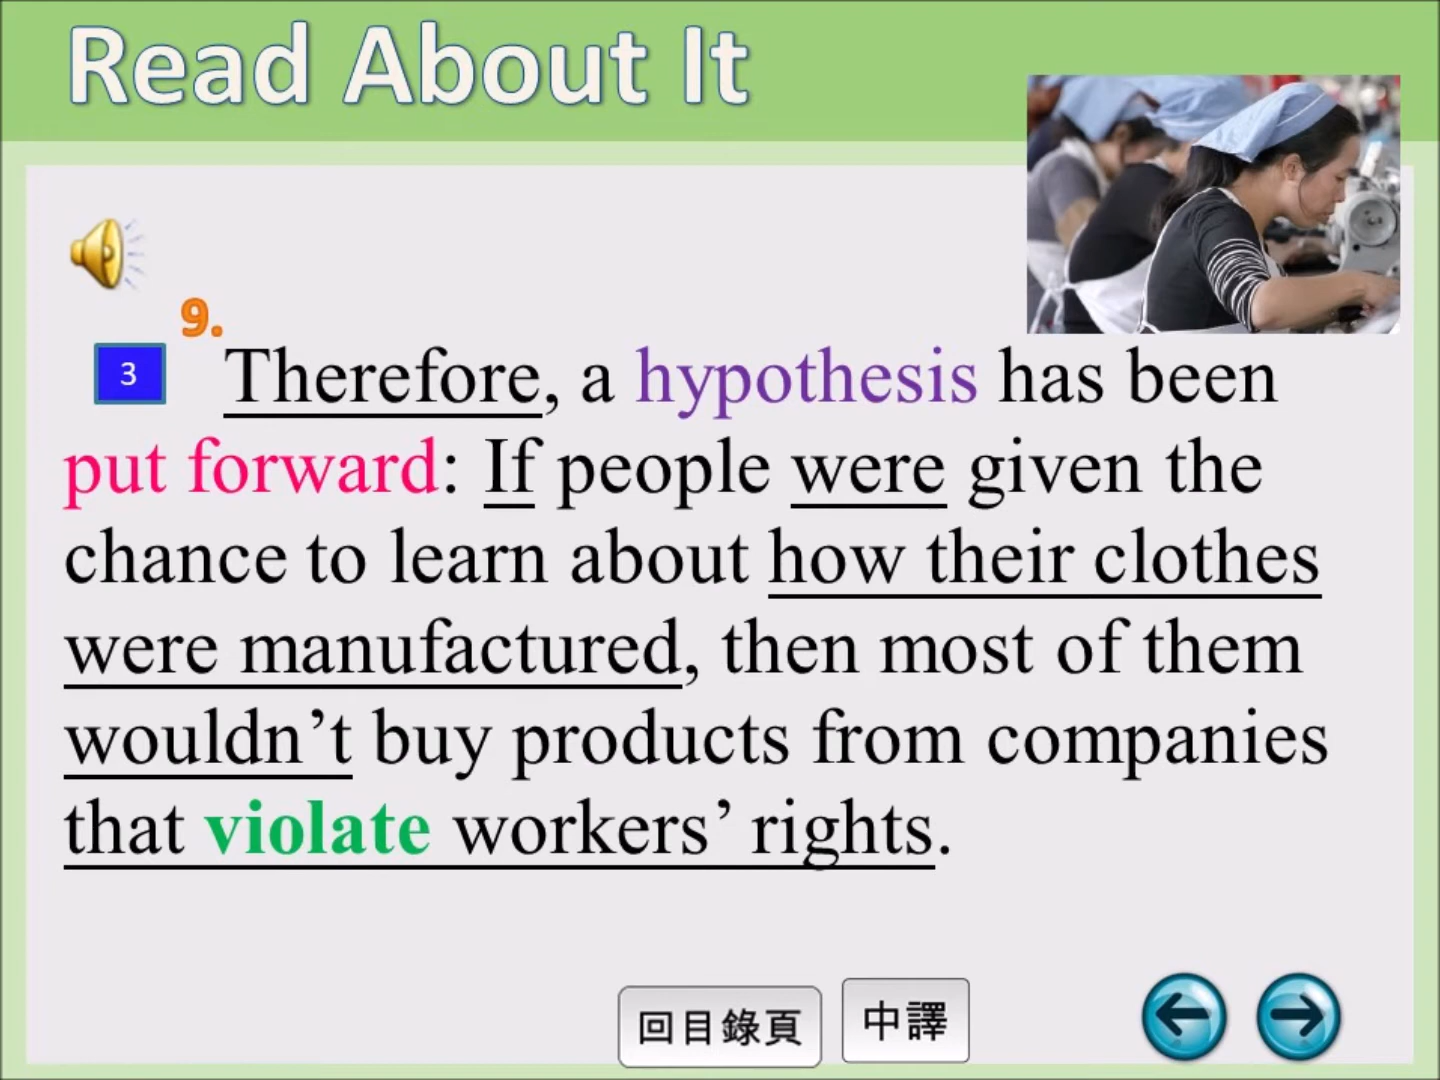 Read About It
9.
3
Therefore, a hypothesis has been
put forward: If people were given the
chance to learn about how their clothes
were manufactured, then most of them
wouldn’t buy products from companies
that violate workers’ rights.
回目錄頁
中譯